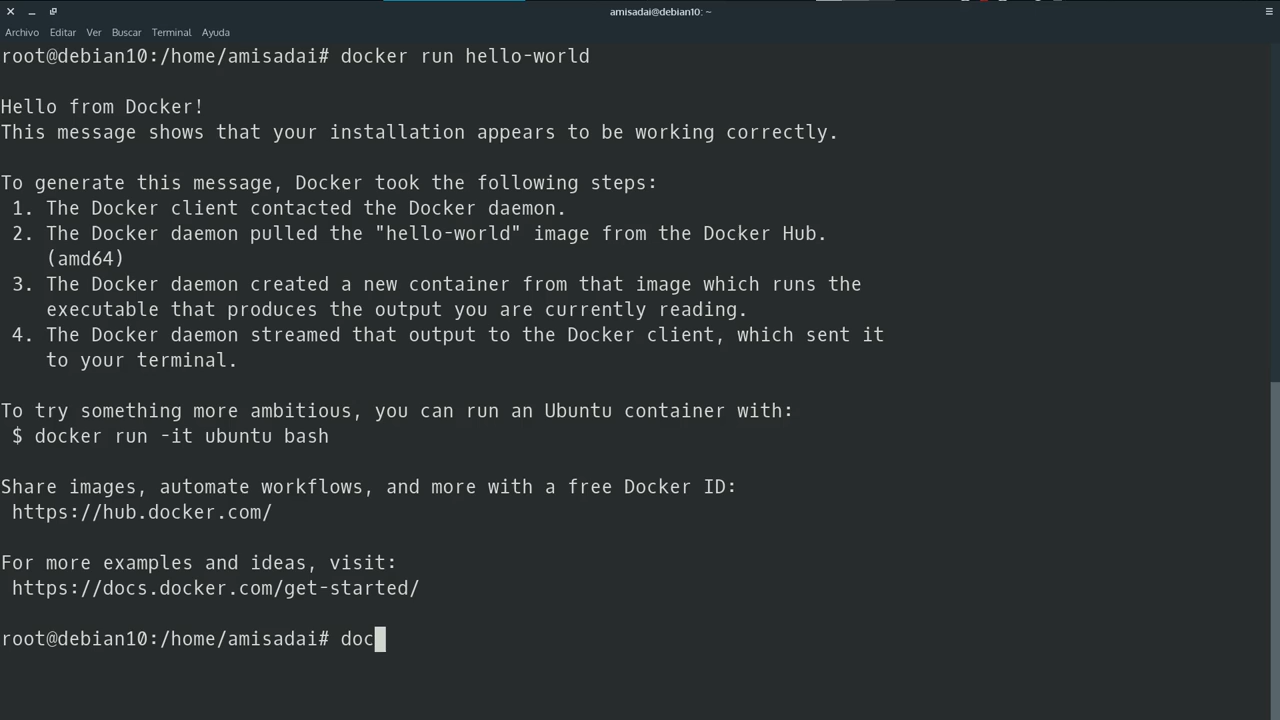 amisadai@debian10: ~
Archivo Editar Ver Buscar Terminal Ayuda
root@debian10:/home/amisadai# docker run hello-world
Hello from Docker!
This message shows that your installation appears to be working correctly.
To generate this message, Docker took the following steps:
1. The Docker client contacted the Docker daemon.
2. The Docker daemon pulled the "hello-world" image from the Docker Hub.
(amd64)
3. The Docker daemon created a new container from that image which runs the
executable that produces the output you are currently reading.
4. The Docker daemon streamed that output to the Docker client, which sent it
to your terminal.
To try something more ambitious, you can run an Ubuntu container with:
$ docker run -it ubuntu bash
Share images, automate workflows, and more with a free Docker ID:
https://hub.docker.com/
For more examples and ideas, visit:
https://docs.docker.com/get-started/
root@debian10:/home/amisadai# doc